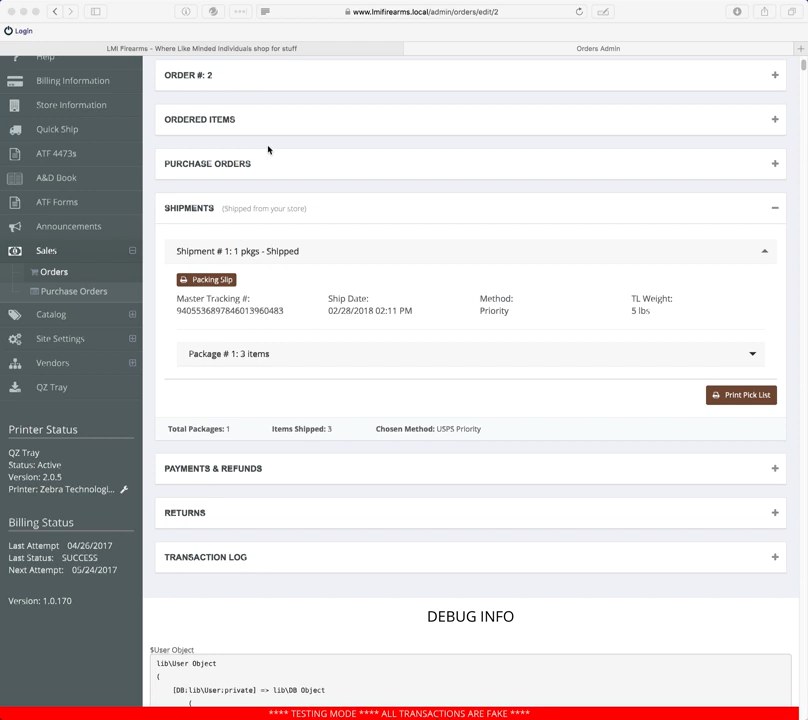 www.lmifirearms.local/admin/orders/edit/2
Login
LMI Firearms - Where Like Minded Individuals shop for stuff
Orders Admin
Help
Billing Information
Store Information
Quick Ship
ATF 4473s
A&D Book
ATF Forms
Announcements
Sales
Orders
Purchase Orders
Catalog
Site Settings
Vendors
QZ Tray
Printer Status
QZ Tray
Status: Active
Version: 2.0.5
Printer: Zebra Technologi...
Billing Status
Last Attempt 04/26/2017
Last Status: SUCCESS
Next Attempt: 05/24/2017
Version: 1.0.170
ORDER #: 2
ORDERED ITEMS
PURCHASE ORDERS
SHIPMENTS (Shipped from your store)
Shipment # 1: 1 pkgs - Shipped
Packing Slip
Master Tracking #: Ship Date: Method: TL Weight:
9405536897846013960483 02/28/2018 02:11 PM Priority 5 lbs
Package # 1: 3 items
Print Pick List
Total Packages: 1 Items Shipped: 3 Chosen Method: USPS Priority
PAYMENTS & REFUNDS
RETURNS
TRANSACTION LOG
DEBUG INFO
$User Object
lib\User Object
(
[DB:lib\User:private] => lib\DB Object
(
**** TESTING MODE **** ALL TRANSACTIONS ARE FAKE ****